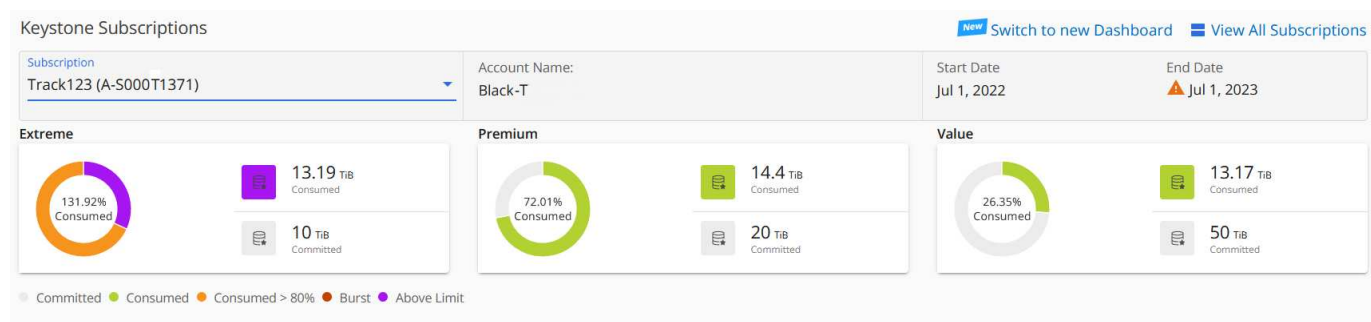 Keystone Subscriptions
New Switch to new Dashboard View All Subscriptions
Subscription
Track123 (A-S000T1371)
Account Name:
Black-T
Start Date
Jul 1, 2022
End Date
Jul 1, 2023
Extreme
131.92%
Consumed
13.19 TiB
Consumed
10 TiB
Committed
Premium
72.01%
Consumed
14.4 TiB
Consumed
20 TiB
Committed
Value
26.35%
Consumed
13.17 TiB
Consumed
50 TiB
Committed
Committed Consumed Consumed > 80% Burst Above Limit